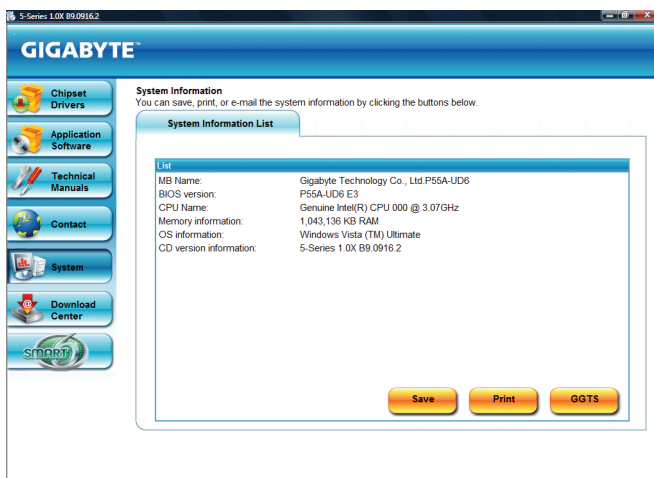 5-Series 1.0X B9.0916.2
GIGABYTE™
Chipset
Drivers
Application
Software
Technical
Manuals
Contact
System
Download
Center
SMART6
System Information
You can save, print, or e-mail the system information by clicking the buttons below.
System Information List
List
MB Name: Gigabyte Technology Co., Ltd.P55A-UD6
BIOS version: P55A-UD6 E3
CPU Name: Genuine Intel(R) CPU 000 @ 3.07GHz
Memory information: 1,043,136 KB RAM
OS information: Windows Vista (TM) Ultimate
CD version information: 5-Series 1.0X B9.0916.2
Save Print GGTS